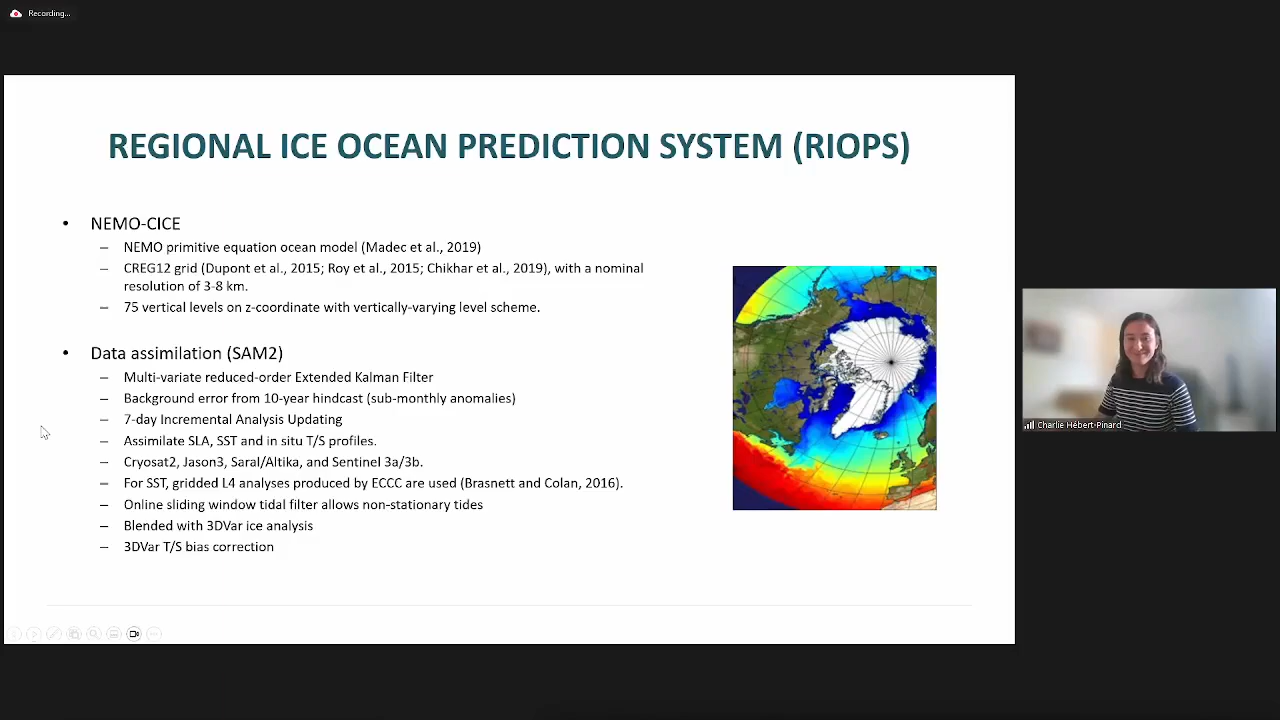 Recording...
REGIONAL ICE OCEAN PREDICTION SYSTEM (RIOPS)
• NEMO-CICE
– NEMO primitive equation ocean model (Madec et al., 2019)
– CREG12 grid (Dupont et al., 2015; Roy et al., 2015; Chikhar et al., 2019), with a nominal
resolution of 3-8 km.
– 75 vertical levels on z-coordinate with vertically-varying level scheme.
• Data assimilation (SAM2)
– Multi-variate reduced-order Extended Kalman Filter
– Background error from 10-year hindcast (sub-monthly anomalies)
– 7-day Incremental Analysis Updating
– Assimilate SLA, SST and in situ T/S profiles.
– Cryosat2, Jason3, Saral/Altika, and Sentinel 3a/3b.
– For SST, gridded L4 analyses produced by ECCC are used (Brasnett and Colan, 2016).
– Online sliding window tidal filter allows non-stationary tides
– Blended with 3DVar ice analysis
– 3DVar T/S bias correction
Charlie Hébert-Pinard